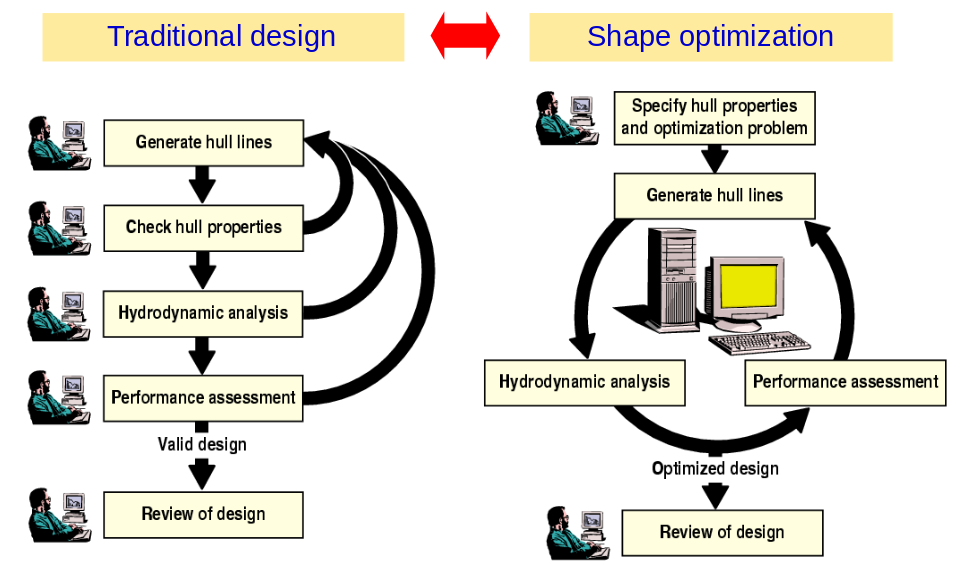 Traditional design
Shape optimization
Generate hull lines
Check hull properties
Hydrodynamic analysis
Performance assessment
Valid design
Review of design
Specify hull properties
and optimization problem
Generate hull lines
Hydrodynamic analysis
Performance assessment
Optimized design
Review of design